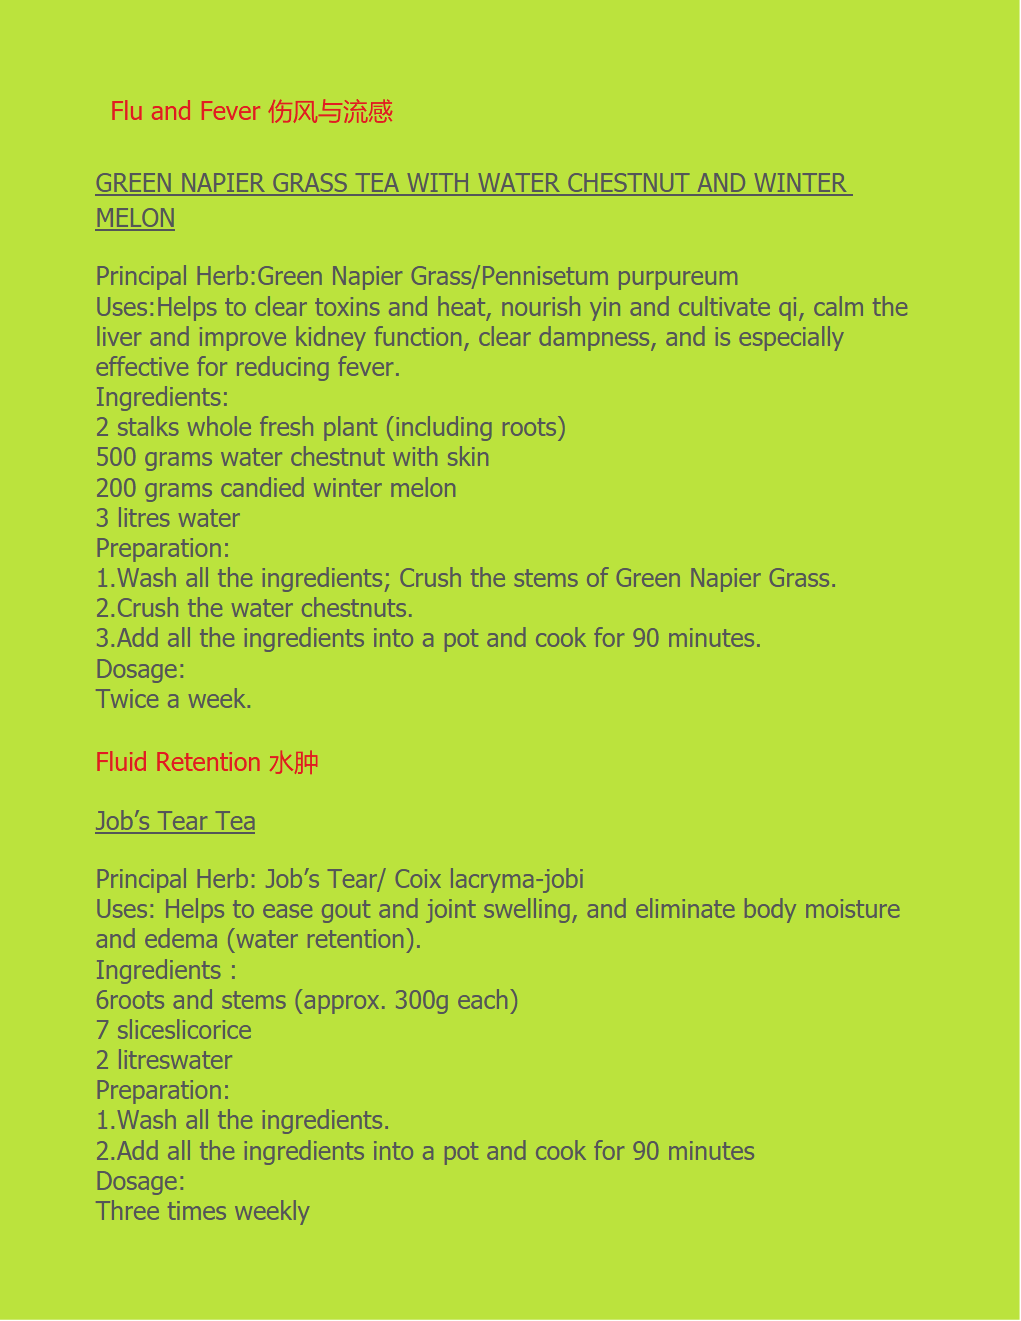 Flu and Fever 伤风与流感
GREEN NAPIER GRASS TEA WITH WATER CHESTNUT AND WINTER
MELON
Principal Herb:Green Napier Grass/Pennisetum purpureum
Uses:Helps to clear toxins and heat, nourish yin and cultivate qi, calm the
liver and improve kidney function, clear dampness, and is especially
effective for reducing fever.
Ingredients:
2 stalks whole fresh plant (including roots)
500 grams water chestnut with skin
200 grams candied winter melon
3 litres water
Preparation:
1.Wash all the ingredients; Crush the stems of Green Napier Grass.
2.Crush the water chestnuts.
3.Add all the ingredients into a pot and cook for 90 minutes.
Dosage:
Twice a week.
Fluid Retention 水肿
Job’s Tear Tea
Principal Herb: Job’s Tear/ Coix lacryma-jobi
Uses: Helps to ease gout and joint swelling, and eliminate body moisture
and edema (water retention).
Ingredients :
6roots and stems (approx. 300g each)
7 sliceslicorice
2 litreswater
Preparation:
1.Wash all the ingredients.
2.Add all the ingredients into a pot and cook for 90 minutes
Dosage:
Three times weekly